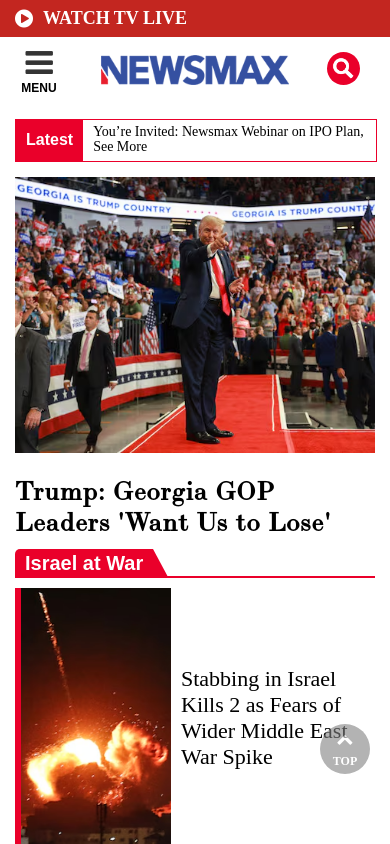 WATCH TV LIVE
MENU
NEWSMAX
Latest
You’re Invited: Newsmax Webinar on IPO Plan,
See More
GEORGIA IS TRUMP COUNTRY
GEORGIA IS TRUMP COUNTRY
Trump: Georgia GOP
Leaders 'Want Us to Lose'
Israel at War
Stabbing in Israel
Kills 2 as Fears of
Wider Middle East
War Spike
TOP